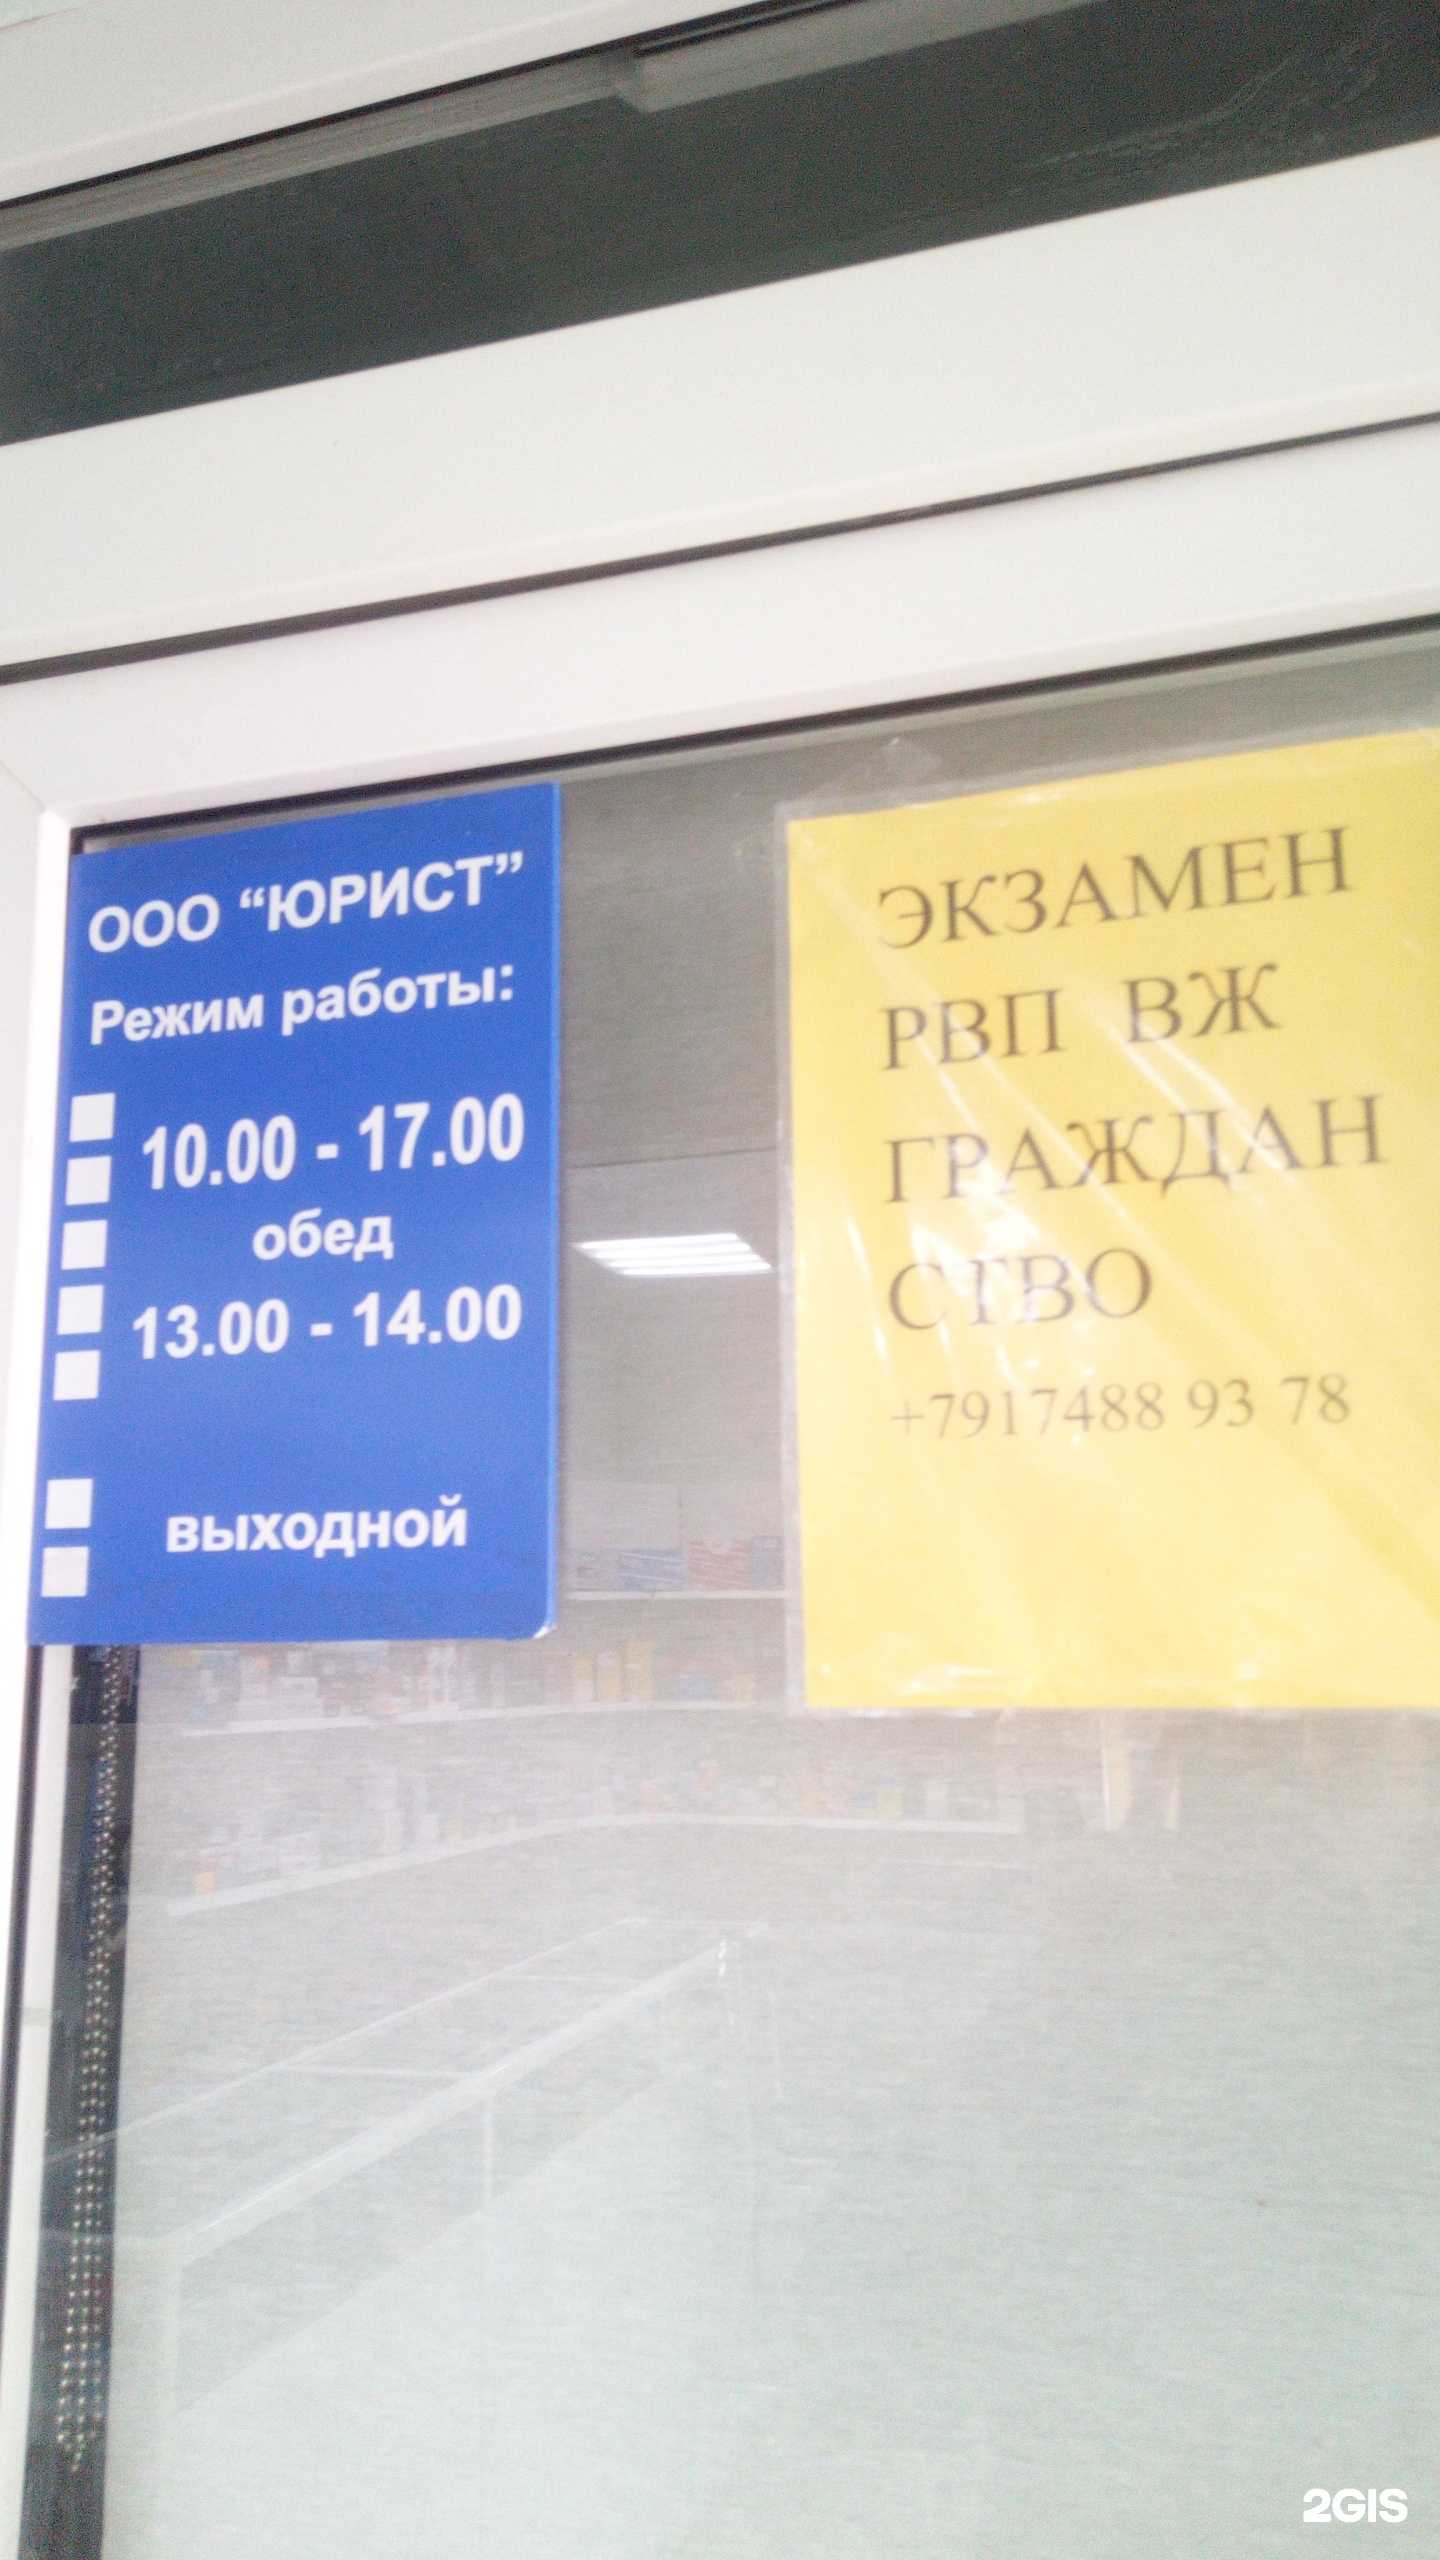 ООО “ЮРИСТ”
Режим работы:
10.00 - 17.00
обед
13.00 - 14.00
выходной
ЭКЗАМЕН
РВП ВЖ
ГРАЖДАН
СТВО
+7917488 93 78
2GIS